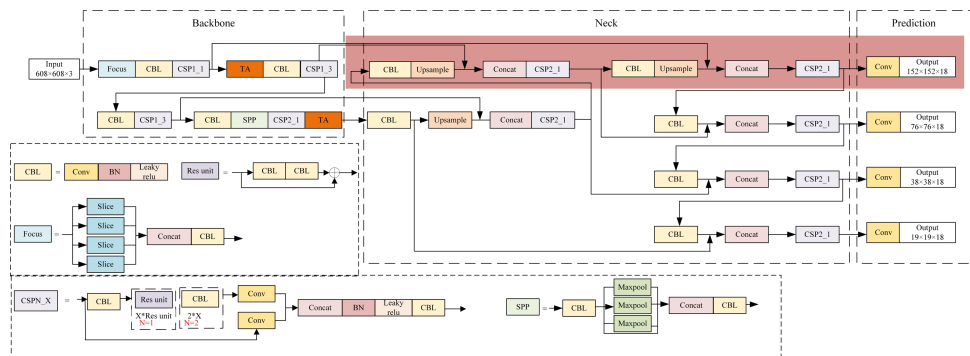 Backbone
Neck
Prediction
Input
608×608×3
Focus CBL CSP1_1
TA CBL CSP1_3
CBL Upsample
Concat CSP2_1
CBL Upsample
Concat
CSP2_1
Conv
Output
152×152×18
CBL CSP1_3
CBL SPP CSP2_1 TA
CBL
Upsample
Concat CSP2_1
CBL
Concat
CSP2_1
Conv
Output
76×76×18
CBL
Concat
CSP2_1
Conv
Output
38×38×18
CBL
Concat
CSP2_1
Conv
Output
19×19×18
CBL = Conv BN Leaky
relu
Res unit = CBL CBL
Focus =
Slice
Slice
Slice
Slice
Concat CBL
CSPN_X = CBL
Res unit
X*Res unit
N=1
CBL
2*X
N=2
Conv
Conv
Concat BN Leaky
relu
CBL
SPP = CBL
Maxpool
Maxpool
Maxpool
Concat CBL